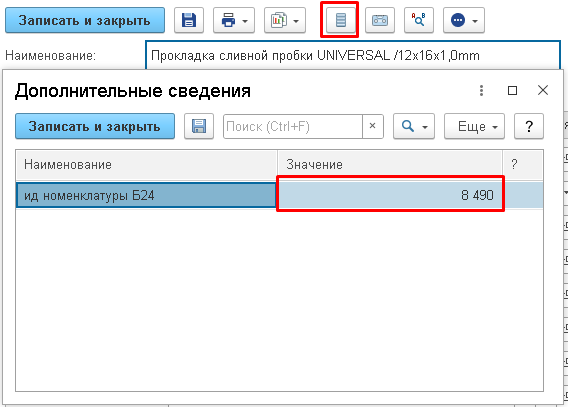 Записать и закрыть
Наименование: Прокладка сливной пробки UNIVERSAL /12x16x1,0mm
Дополнительные сведения
Записать и закрыть Поиск (Ctrl+F) × Еще ?
Наименование Значение ?
ид номенклатуры Б24 8 490